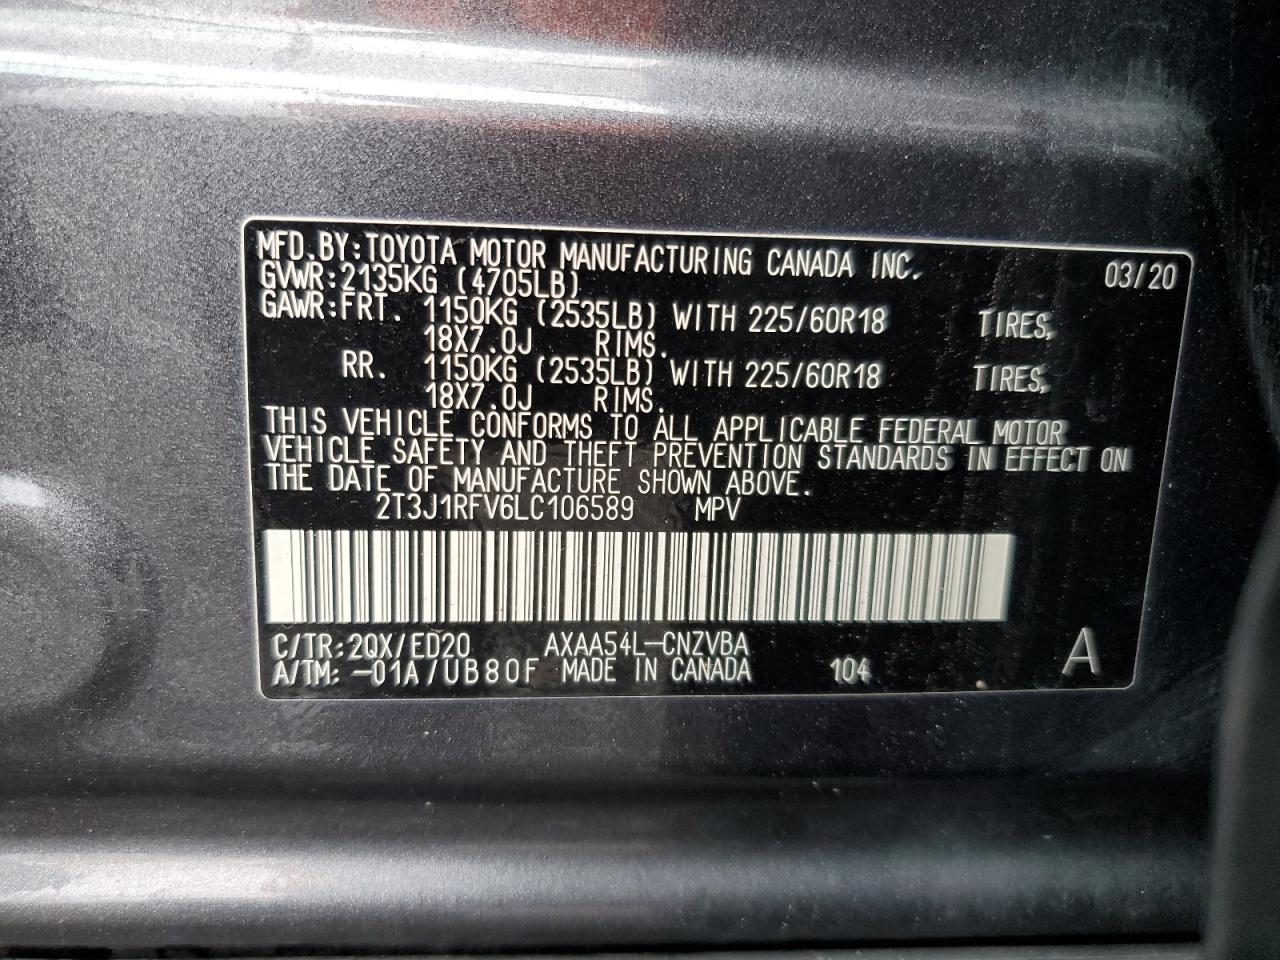 MFD.BY:TOYOTA MOTOR MANUFACTURING CANADA INC. 03/20
GVWR:2135KG (4705LB)
GAWR:FRT. 1150KG (2535LB) WITH 225/60R18 TIRES,
18X7.0J RIMS.
RR. 1150KG (2535LB) WITH 225/60R18 TIRES,
18X7.0J RIMS.
THIS VEHICLE CONFORMS TO ALL APPLICABLE FEDERAL MOTOR
VEHICLE SAFETY AND THEFT PREVENTION STANDARDS IN EFFECT ON
THE DATE OF MANUFACTURE SHOWN ABOVE.
2T3J1RFV6LC106589 MPV
C/TR:2QX/ED20 AXAA54L-CNZVBA
A/TM:-01A/UB80F MADE IN CANADA 104 A